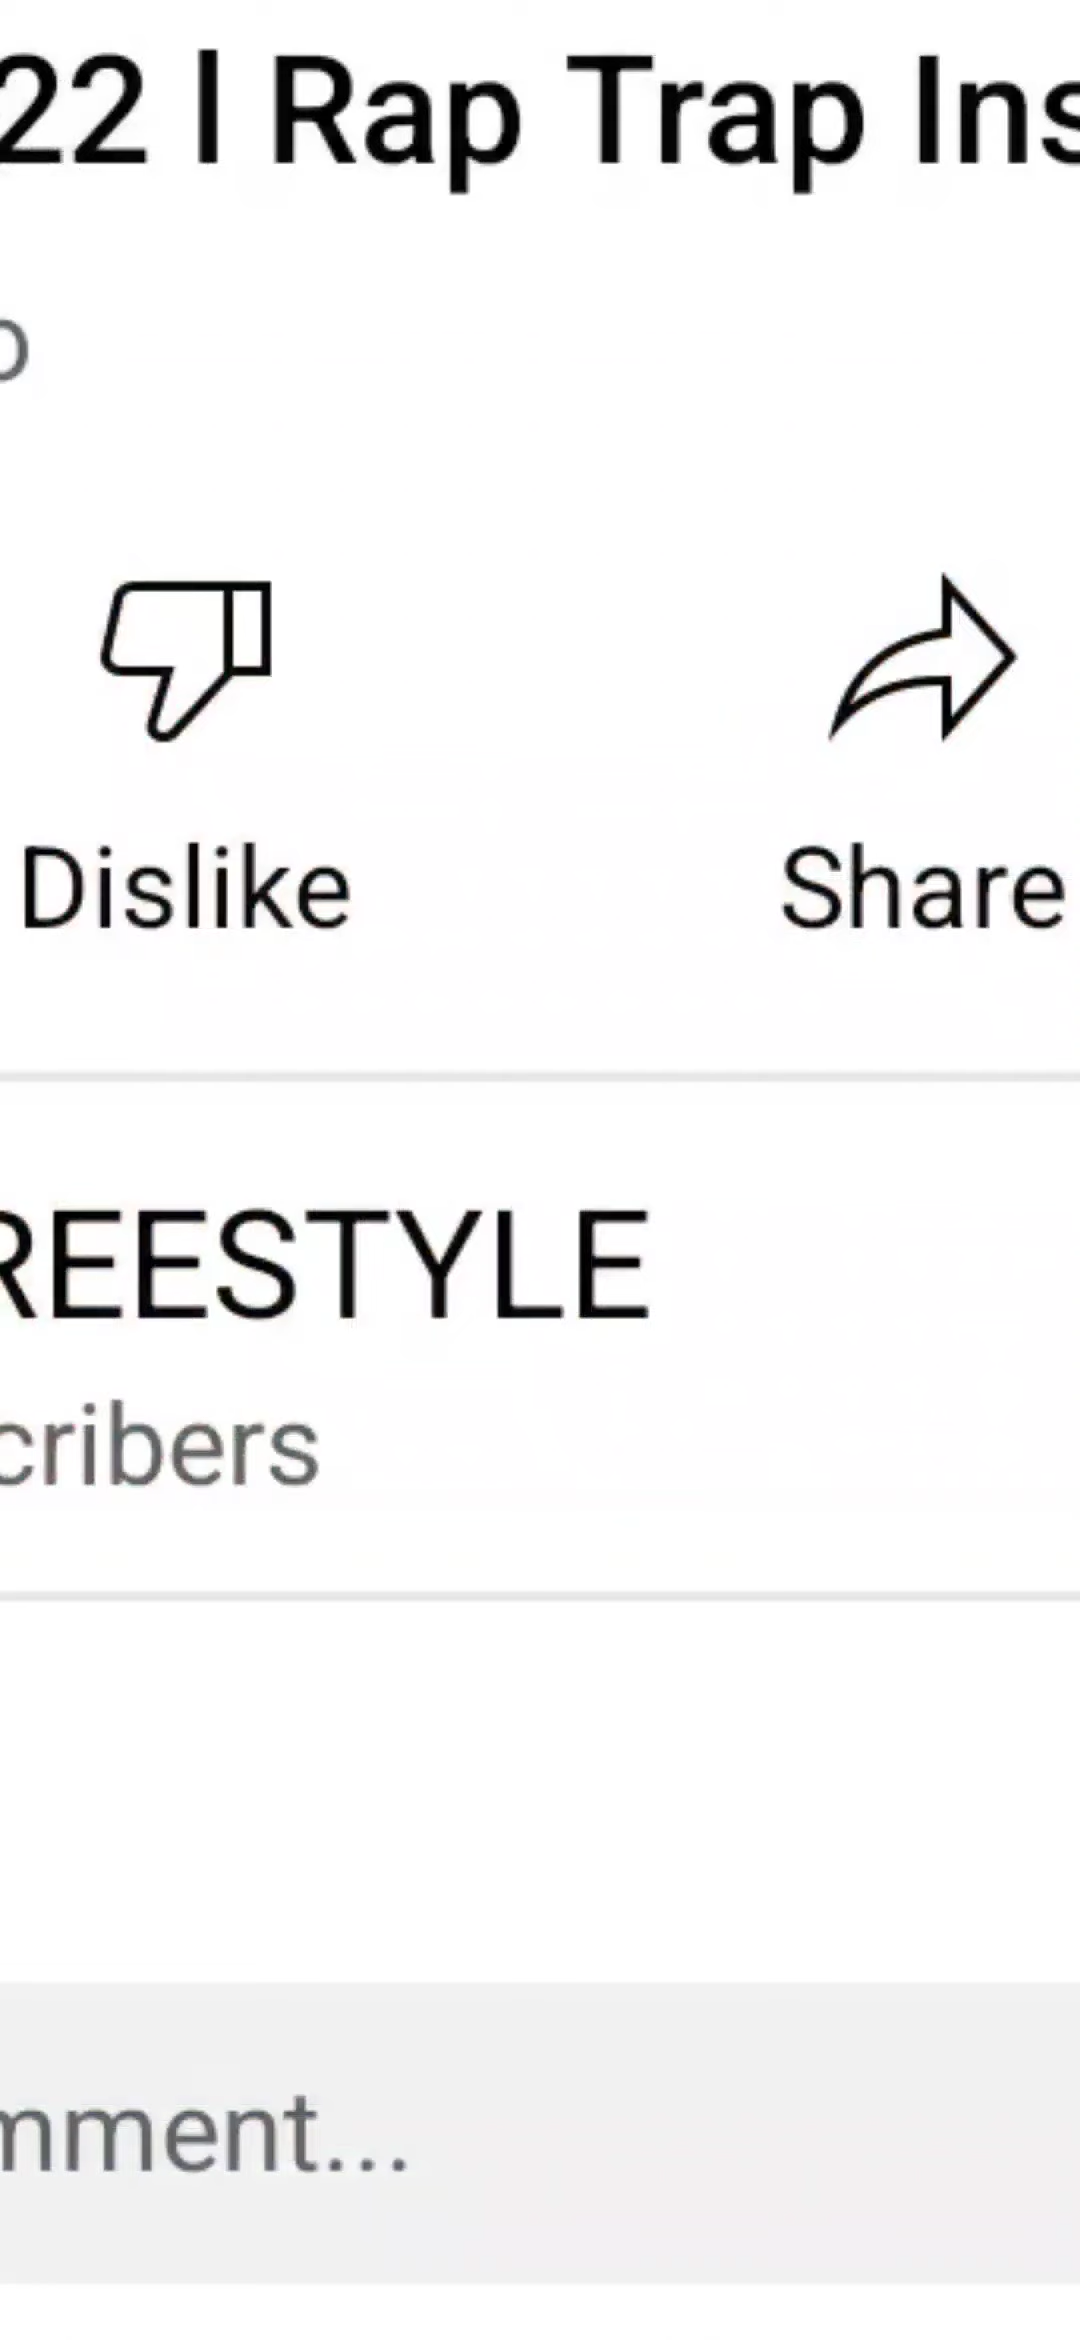 22 | Rap Trap Ins
o
Dislike Share
REESTYLE
cribers
mment...